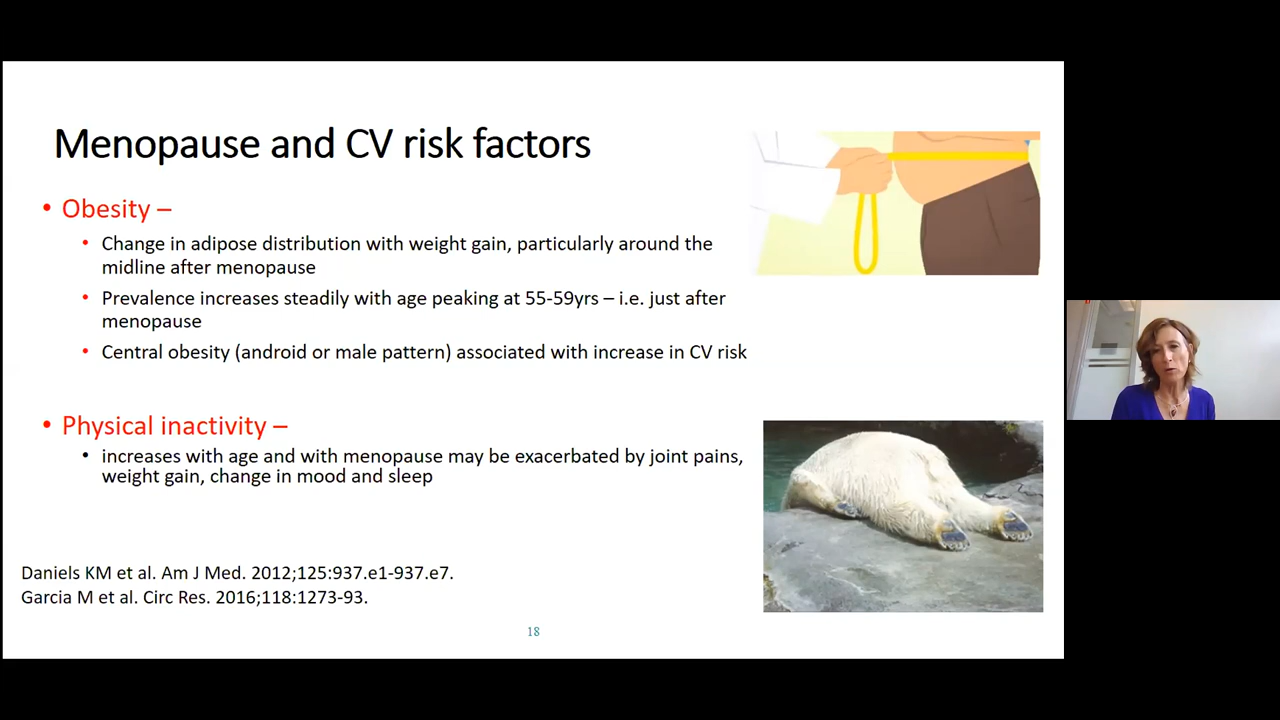 Menopause and CV risk factors
• Obesity –
• Change in adipose distribution with weight gain, particularly around the
midline after menopause
• Prevalence increases steadily with age peaking at 55-59yrs – i.e. just after
menopause
• Central obesity (android or male pattern) associated with increase in CV risk
• Physical inactivity –
• increases with age and with menopause may be exacerbated by joint pains,
weight gain, change in mood and sleep
Daniels KM et al. Am J Med. 2012;125:937.e1-937.e7.
Garcia M et al. Circ Res. 2016;118:1273-93.
18